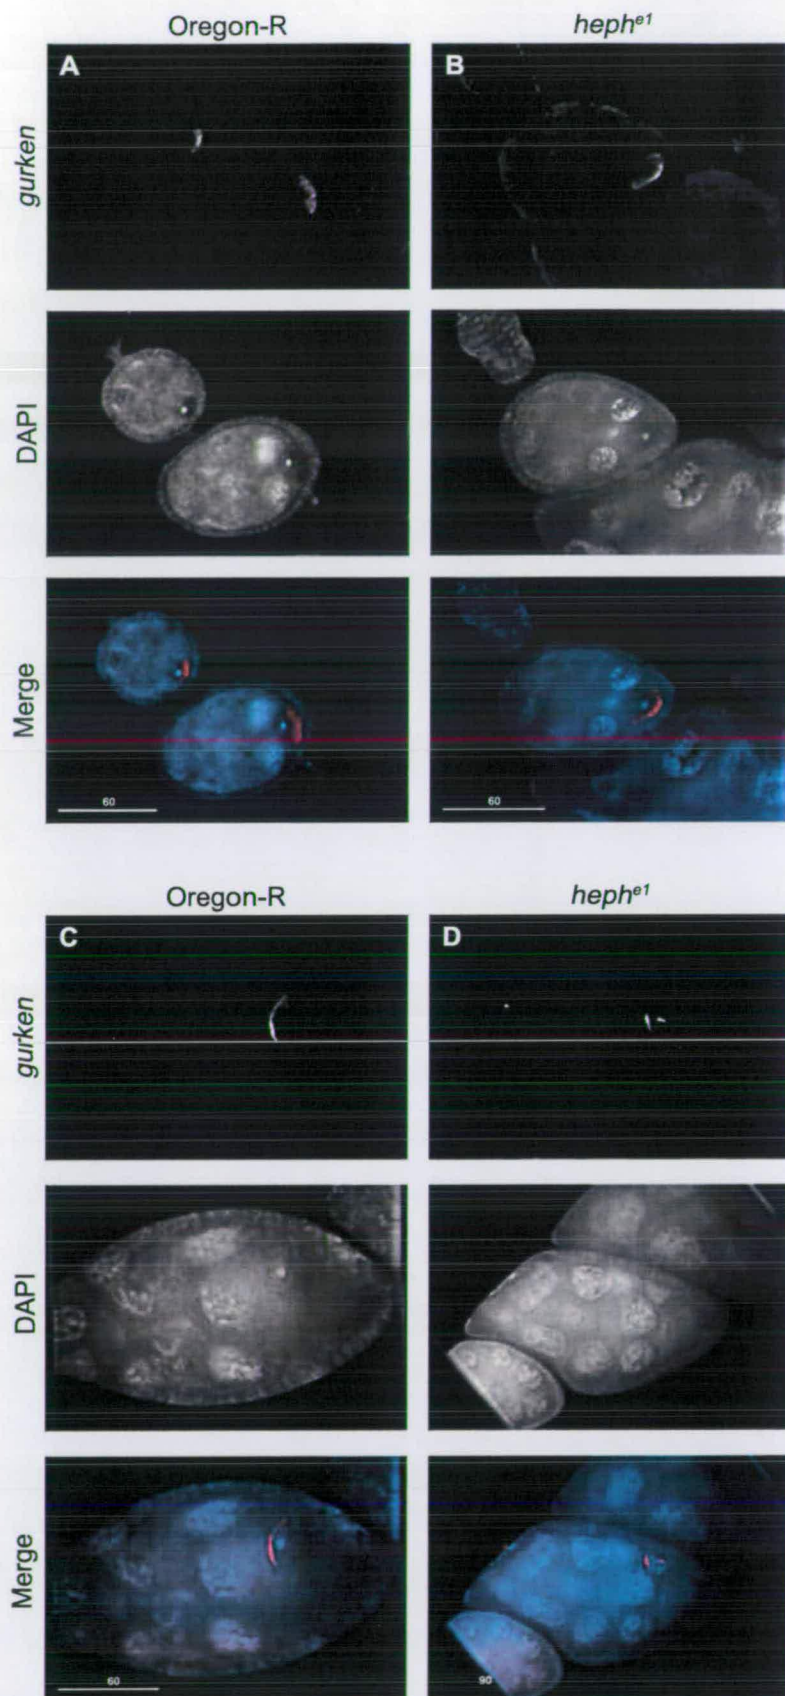 Oregon-R heph^e1
A B
gurken
DAPI
Merge
60 60
Oregon-R heph^e1
C D
gurken
DAPI
Merge
60 90